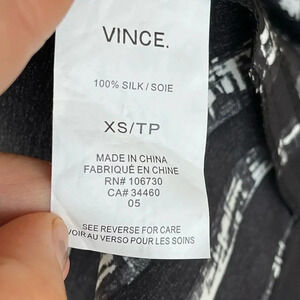 VINCE.
100% SILK / SOIE
XS/TP
MADE IN CHINA
FABRIQUÉ EN CHINE
RN# 106730
CA# 34460
05
SEE REVERSE FOR CARE
VOIR AU VERSO POUR LES SOINS